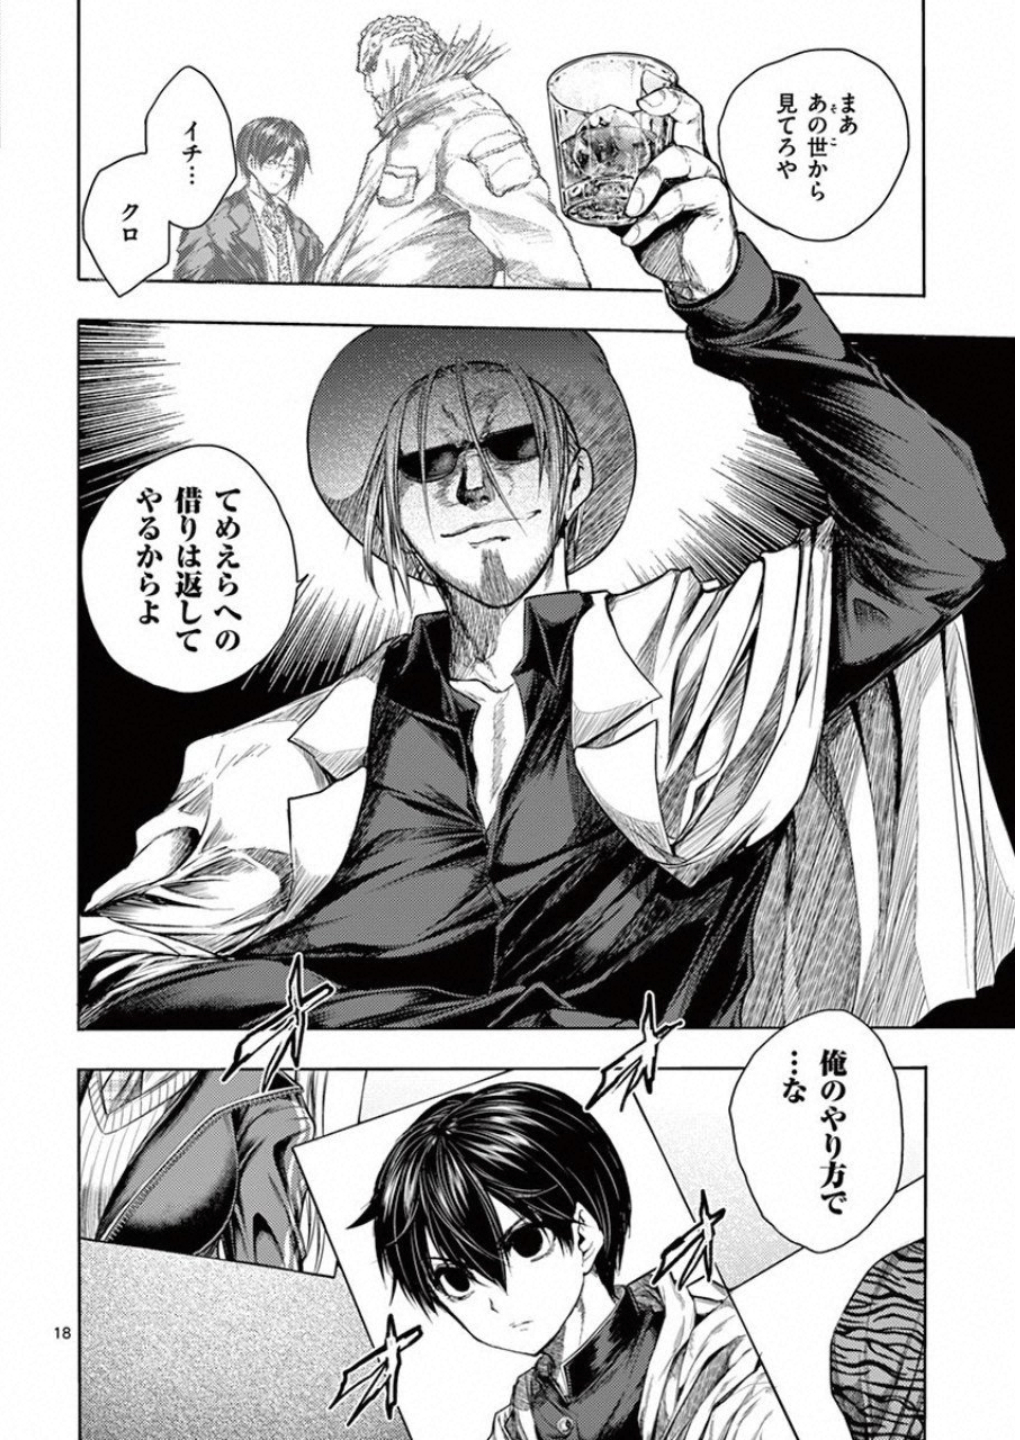 まあ
あの世から
そこ
見てろや
イチ…
クロ
てめえらへの
借りは返して
やるからよ
俺のやり方で
…な
18